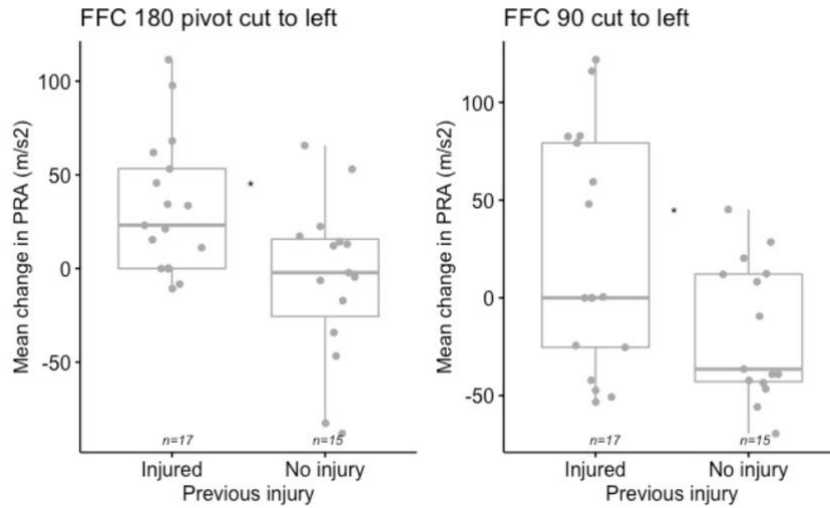 FFC 180 pivot cut to left
Mean change in PRA (m/s2)
100
50
0
-50
*
n=17
n=15
Injured
No injury
Previous injury
FFC 90 cut to left
Mean change in PRA (m/s2)
100
50
0
-50
*
n=17
n=15
Injured
No injury
Previous injury